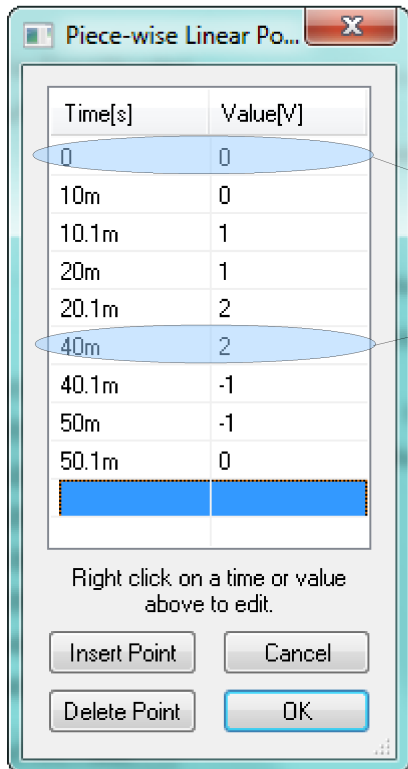 Piece-wise Linear Po...
Time[s] Value[V]
0 0
10m 0
10.1m 1
20m 1
20.1m 2
40m 2
40.1m -1
50m -1
50.1m 0
Right click on a time or value
above to edit.
Insert Point Cancel
Delete Point OK